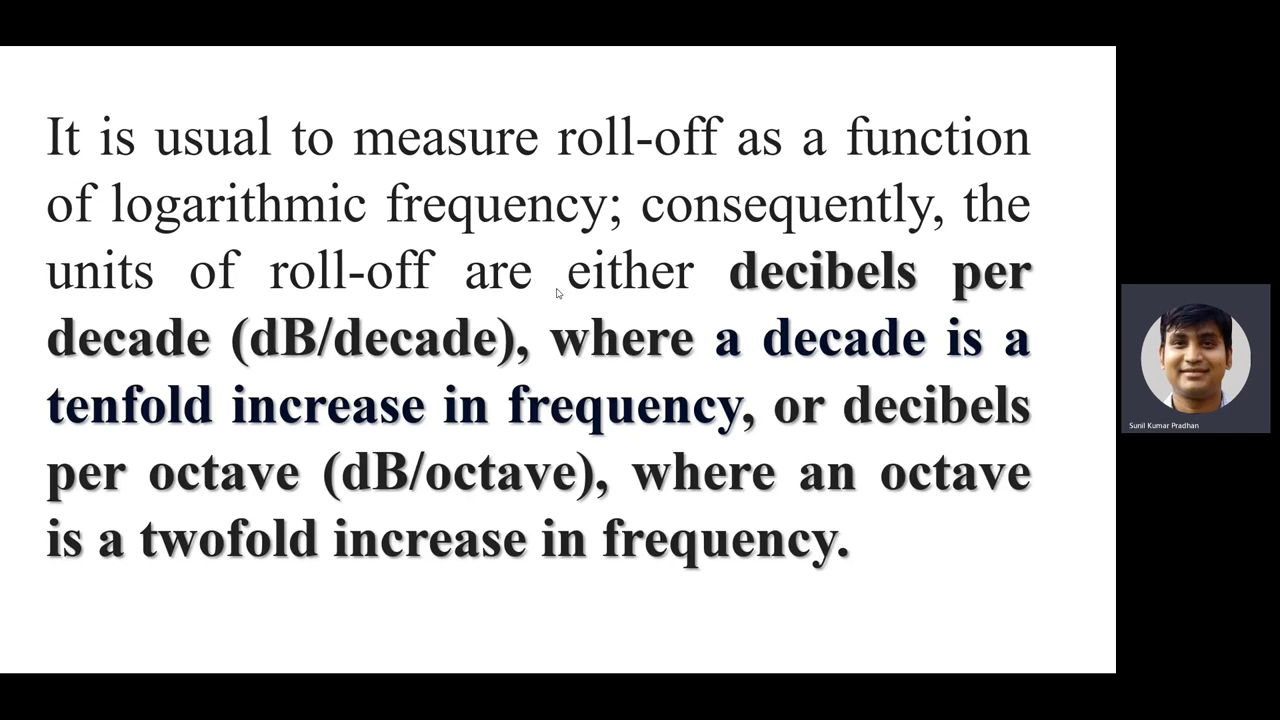 It is usual to measure roll-off as a function
of logarithmic frequency; consequently, the
units of roll-off are either decibels per
decade (dB/decade), where a decade is a
tenfold increase in frequency, or decibels
per octave (dB/octave), where an octave
is a twofold increase in frequency.
Sunil Kumar Pradhan